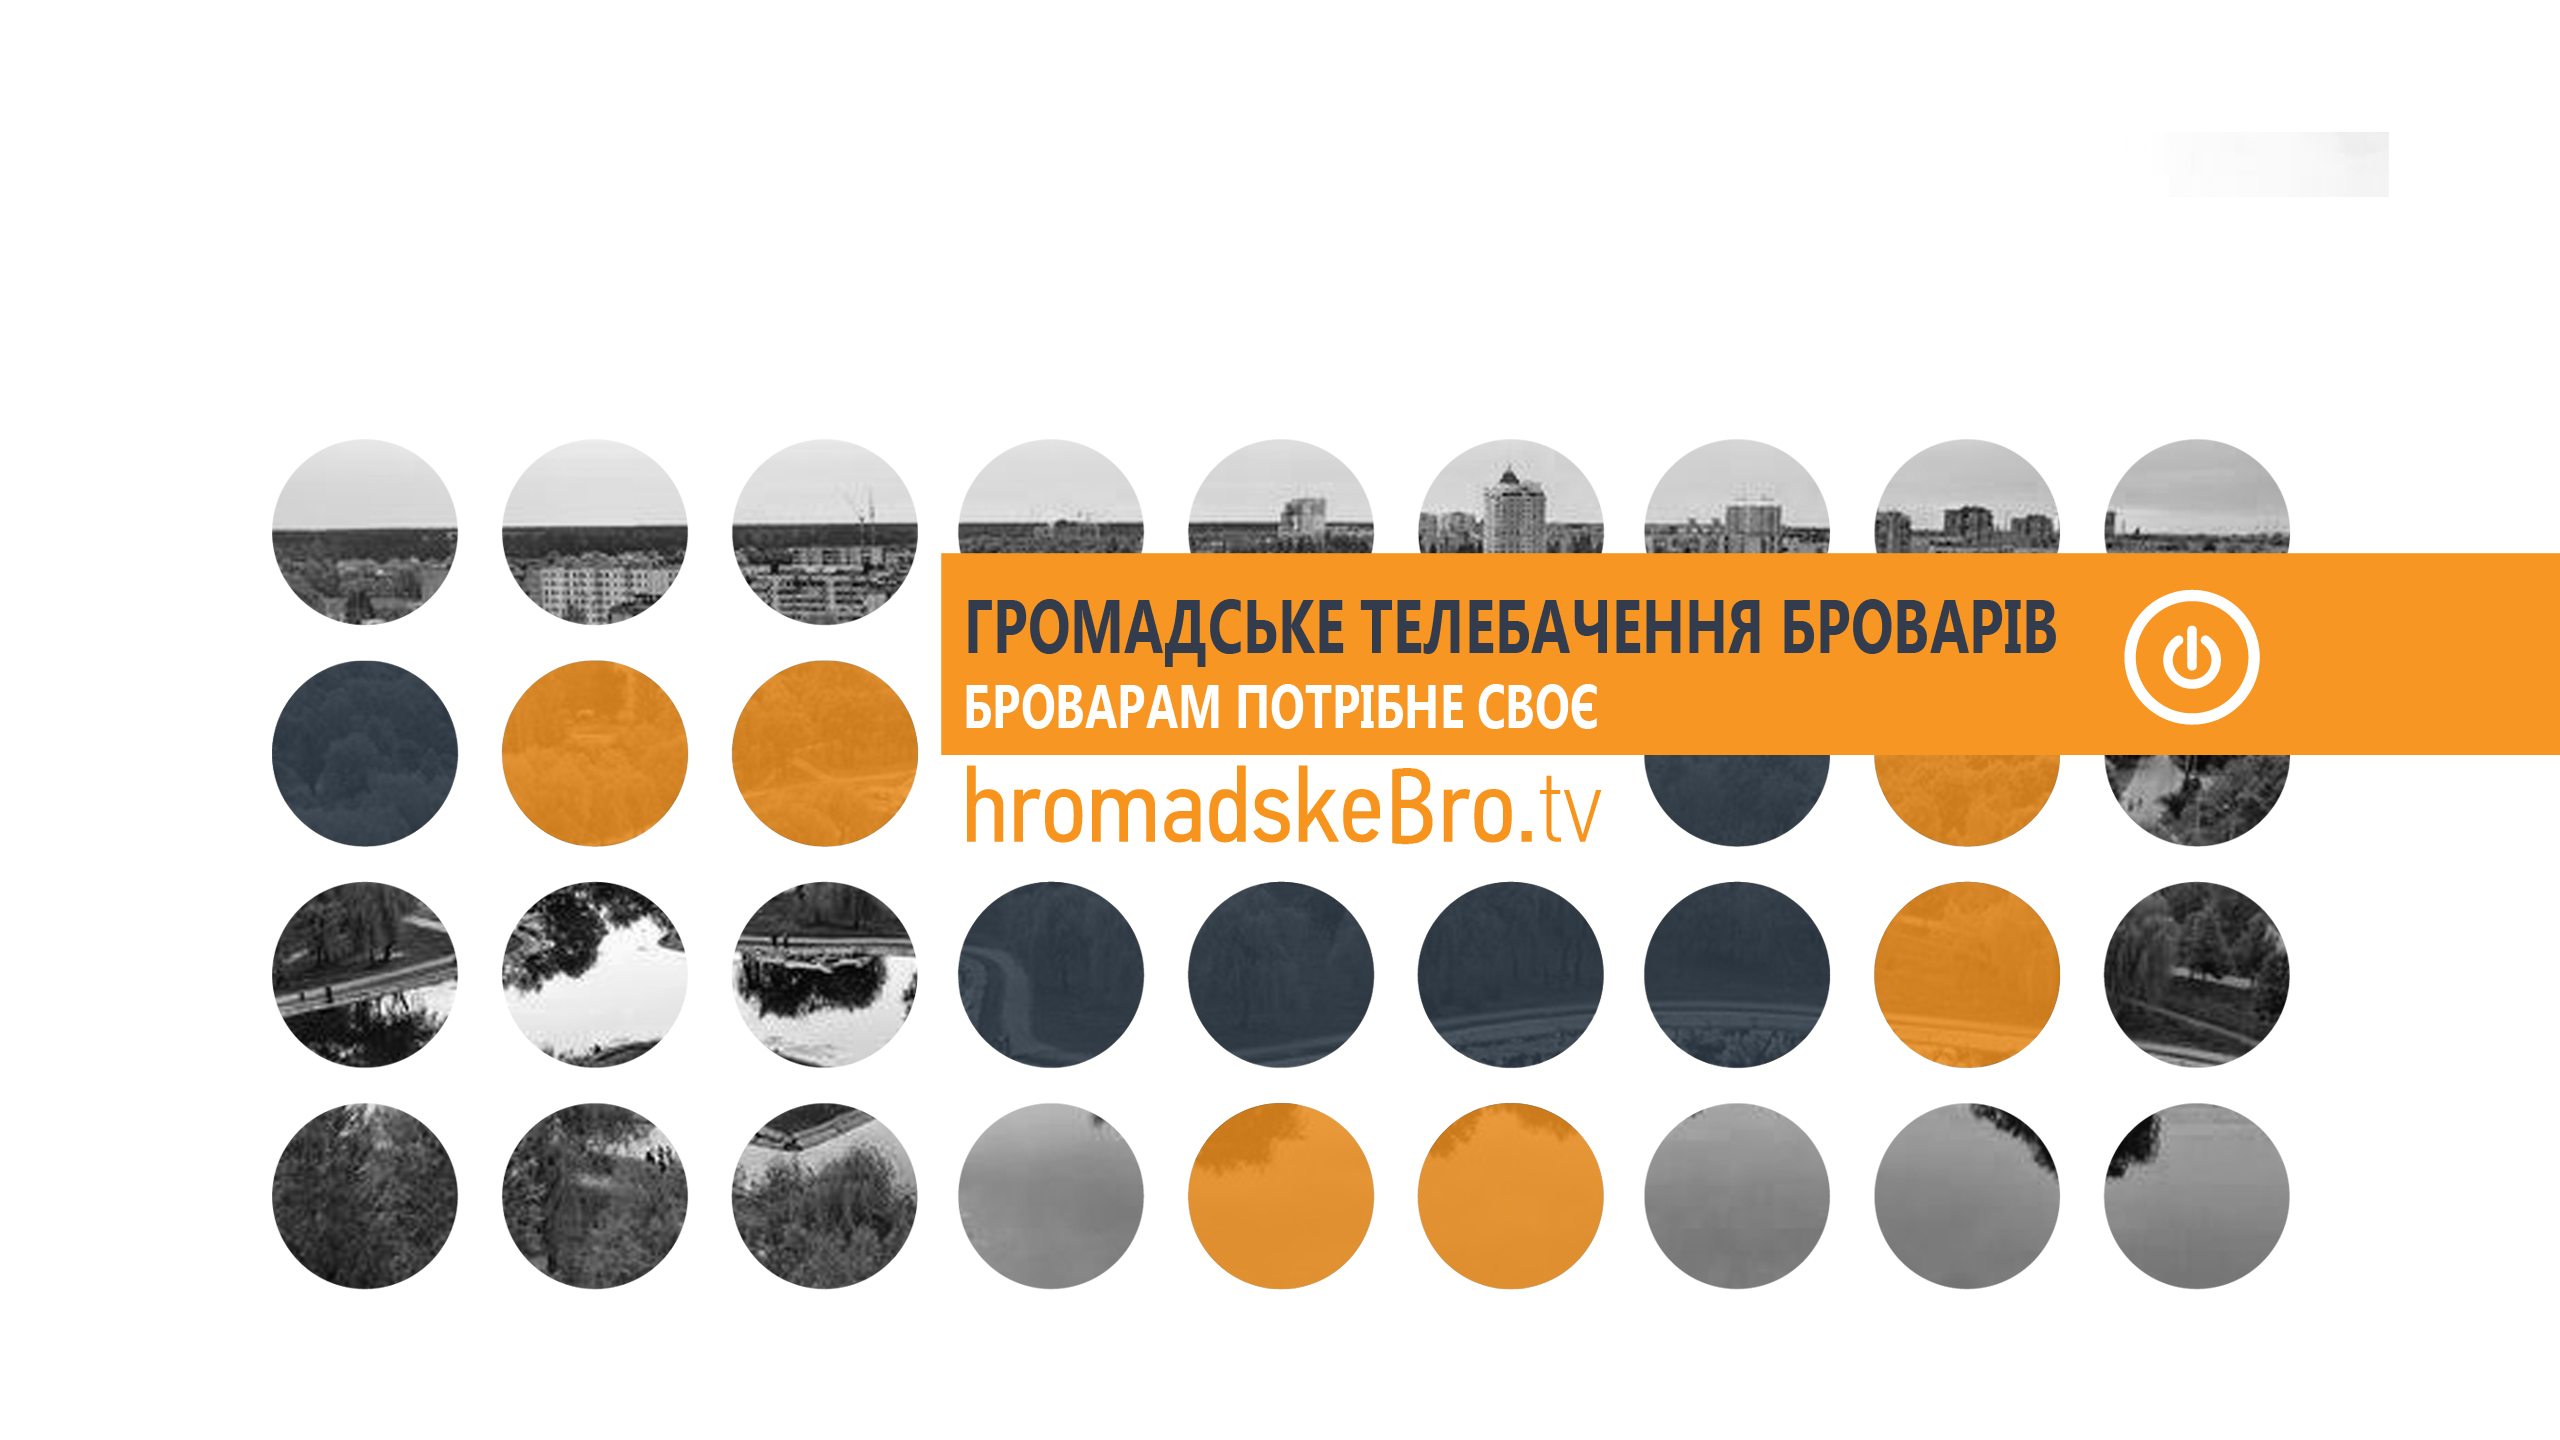 ГРОМАДСЬКЕ ТЕЛЕБАЧЕННЯ БРОВАРІВ
БРОВАРАМ ПОТРІБНЕ СВОЄ
hromadskeBro.tv